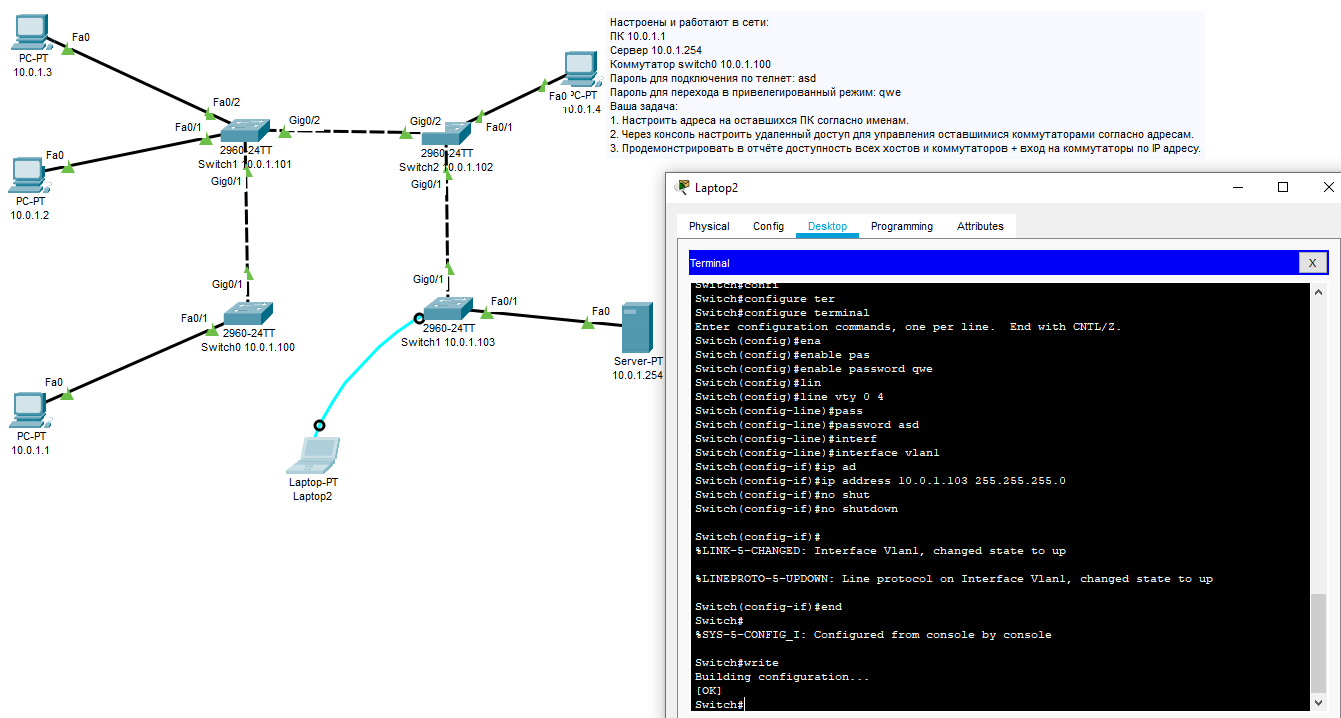 Fa0
PC-PT
10.0.1.3
Fa0/2
Fa0/1
Fa0
PC-PT
10.0.1.2
2960-24TT
Switch1 10.0.1.101
Gig0/1
Gig0/2
Gig0/2
2960-24TT
Switch2 10.0.1.102
Gig0/1
Fa0/1
Fa0
PC-PT
10.0.1.4
Настроены и работают в сети:
ПК 10.0.1.1
Сервер 10.0.1.254
Коммутатор switch0 10.0.1.100
Пароль для подключения по телнет: asd
Пароль для перехода в привелегированный режим: qwe
Ваша задача:
1. Настроить адреса на оставшихся ПК согласно именам.
2. Через консоль настроить удаленный доступ для управления оставшимися коммутаторами согласно адресам.
3. Продемонстрировать в отчёте доступность всех хостов и коммутаторов + вход на коммутаторы по IP адресу.
Gig0/1
Fa0/1
2960-24TT
Switch0 10.0.1.100
Fa0
PC-PT
10.0.1.1
Gig0/1
Fa0/1
2960-24TT
Switch1 10.0.1.103
Fa0
Server-PT
10.0.1.254
Laptop-PT
Laptop2
Laptop2
Physical Config Desktop Programming Attributes
Terminal
X
Switch#confi
Switch#configure ter
Switch#configure terminal
Enter configuration commands, one per line. End with CNTL/Z.
Switch(config)#ena
Switch(config)#enable pas
Switch(config)#enable password qwe
Switch(config)#lin
Switch(config)#line vty 0 4
Switch(config-line)#pass
Switch(config-line)#password asd
Switch(config-line)#interf
Switch(config-line)#interface vlan1
Switch(config-if)#ip ad
Switch(config-if)#ip address 10.0.1.103 255.255.255.0
Switch(config-if)#no shut
Switch(config-if)#no shutdown
Switch(config-if)#
%LINK-5-CHANGED: Interface Vlan1, changed state to up
%LINEPROTO-5-UPDOWN: Line protocol on Interface Vlan1, changed state to up
Switch(config-if)#end
Switch#
%SYS-5-CONFIG_I: Configured from console by console
Switch#write
Building configuration...
[OK]
Switch#